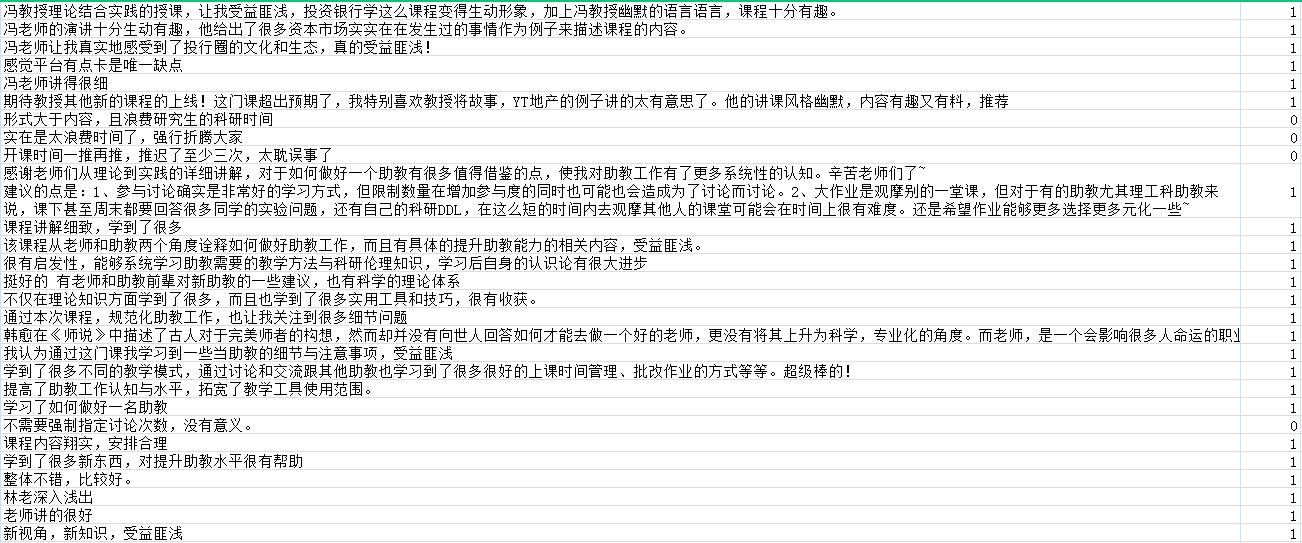 冯教授理论结合实践的授课，让我受益匪浅，投资银行学这么课程变得生动形象，加上冯教授幽默的语言语言，课程十分有趣。 1
冯老师的演讲十分生动有趣，他给出了很多资本市场实实在在发生过的事情作为例子来描述课程的内容。 1
冯老师让我真实地感受到了投行圈的文化和生态，真的受益匪浅！ 1
感觉平台有点卡是唯一缺点 1
冯老师讲得很细 1
期待教授其他新的课程的上线！这门课超出预期了，我特别喜欢教授将故事，YT地产的例子讲的太有意思了。他的讲课风格幽默，内容有趣又有料，推荐 1
形式大于内容，且浪费研究生的科研时间 0
实在是太浪费时间了，强行折腾大家 0
开课时间一推再推，推迟了至少三次，太耽误事了 0
感谢老师们从理论到实践的详细讲解，对于如何做好一个助教有很多值得借鉴的点，使我对助教工作有了更多系统性的认知。辛苦老师们了~
建议的点是：1、参与讨论确实是非常好的学习方式，但限制数量在增加参与度的同时也可能也会造成为了讨论而讨论。2、大作业是观摩别的一堂课，但对于有的助教尤其理工科助教来 1
说，课下甚至周末都要回答很多同学的实验问题，还有自己的科研DDL，在这么短的时间内去观摩其他人的课堂可能会在时间上很有难度。还是希望作业能够更多选择更多元化一些~
课程讲解细致，学到了很多 1
该课程从老师和助教两个角度诠释如何做好助教工作，而且有具体的提升助教能力的相关内容，受益匪浅。 1
很有启发性，能够系统学习助教需要的教学方法与科研伦理知识，学习后自身的认识论有很大进步 1
挺好的 有老师和助教前辈对新助教的一些建议，也有科学的理论体系 1
不仅在理论知识方面学到了很多，而且也学到了很多实用工具和技巧，很有收获。 1
通过本次课程，规范化助教工作，也让我关注到很多细节问题 1
韩愈在《师说》中描述了古人对于完美师者的构想，然而却并没有向世人回答如何才能去做一个好的老师，更没有将其上升为科学，专业化的角度。而老师，是一个会影响很多人命运的职业 1
我认为通过这门课我学习到一些当助教的细节与注意事项，受益匪浅 1
学到了很多不同的教学模式，通过讨论和交流跟其他助教也学习到了很多很好的上课时间管理、批改作业的方式等等。超级棒的！ 1
提高了助教工作认知与水平，拓宽了教学工具使用范围。 1
学习了如何做好一名助教 1
不需要强制指定讨论次数，没有意义。 0
课程内容翔实，安排合理 1
学到了很多新东西，对提升助教水平很有帮助 1
整体不错，比较好。 1
林老深入浅出 1
老师讲的很好 1
新视角，新知识，受益匪浅 1